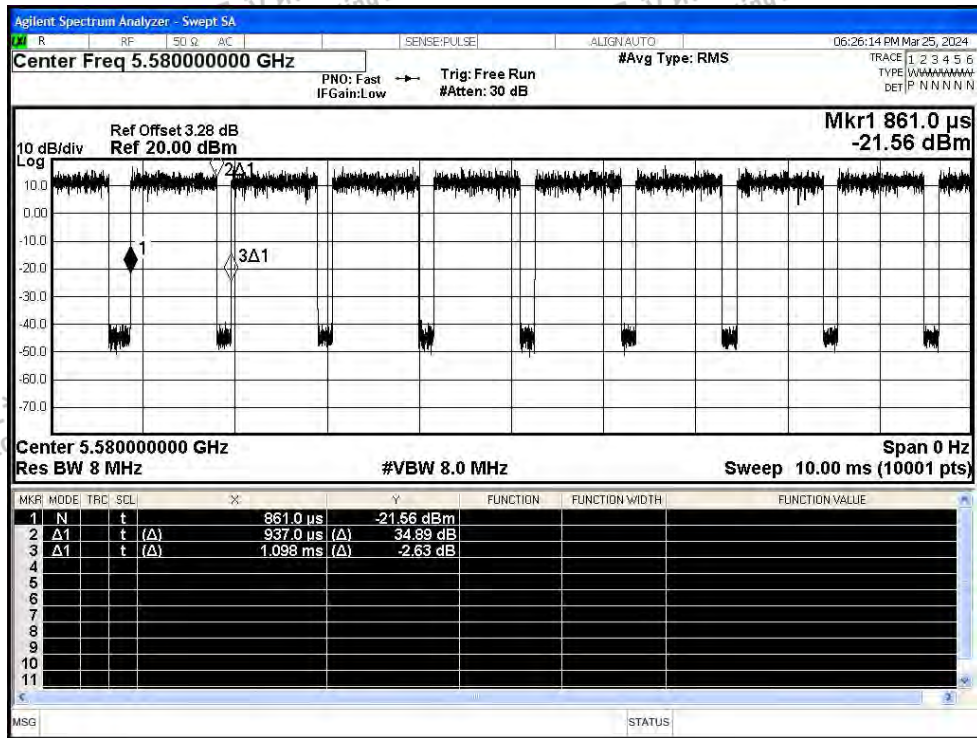 Agilent Spectrum Analyzer - Swept SA
R RF 50 Ω AC SENSE:PULSE ALIGN AUTO 06:26:14 PM Mar 25, 2024
Center Freq 5.580000000 GHz
PNO: Fast
IFGain:Low
Trig: Free Run
#Atten: 30 dB
#Avg Type: RMS
TRACE 1 2 3 4 5 6
TYPE
DET P N N N N N
Mkr1 861.0 µs
-21.56 dBm
Ref Offset 3.28 dB
10 dB/div Ref 20.00 dBm
Log
2Δ1
10.0
0.00
-10.0
1
3Δ1
-20.0
-30.0
-40.0
-50.0
-60.0
-70.0
Center 5.580000000 GHz Span 0 Hz
Res BW 8 MHz #VBW 8.0 MHz Sweep 10.00 ms (10001 pts)
MKR MODE TRC SCL X Y FUNCTION FUNCTION WIDTH FUNCTION VALUE
1 N t 861.0 µs -21.56 dBm
2 Δ1 t (Δ) 937.0 µs (Δ) 34.89 dB
3 Δ1 t (Δ) 1.098 ms (Δ) -2.63 dB
4
5
6
7
8
9
10
11
MSG STATUS